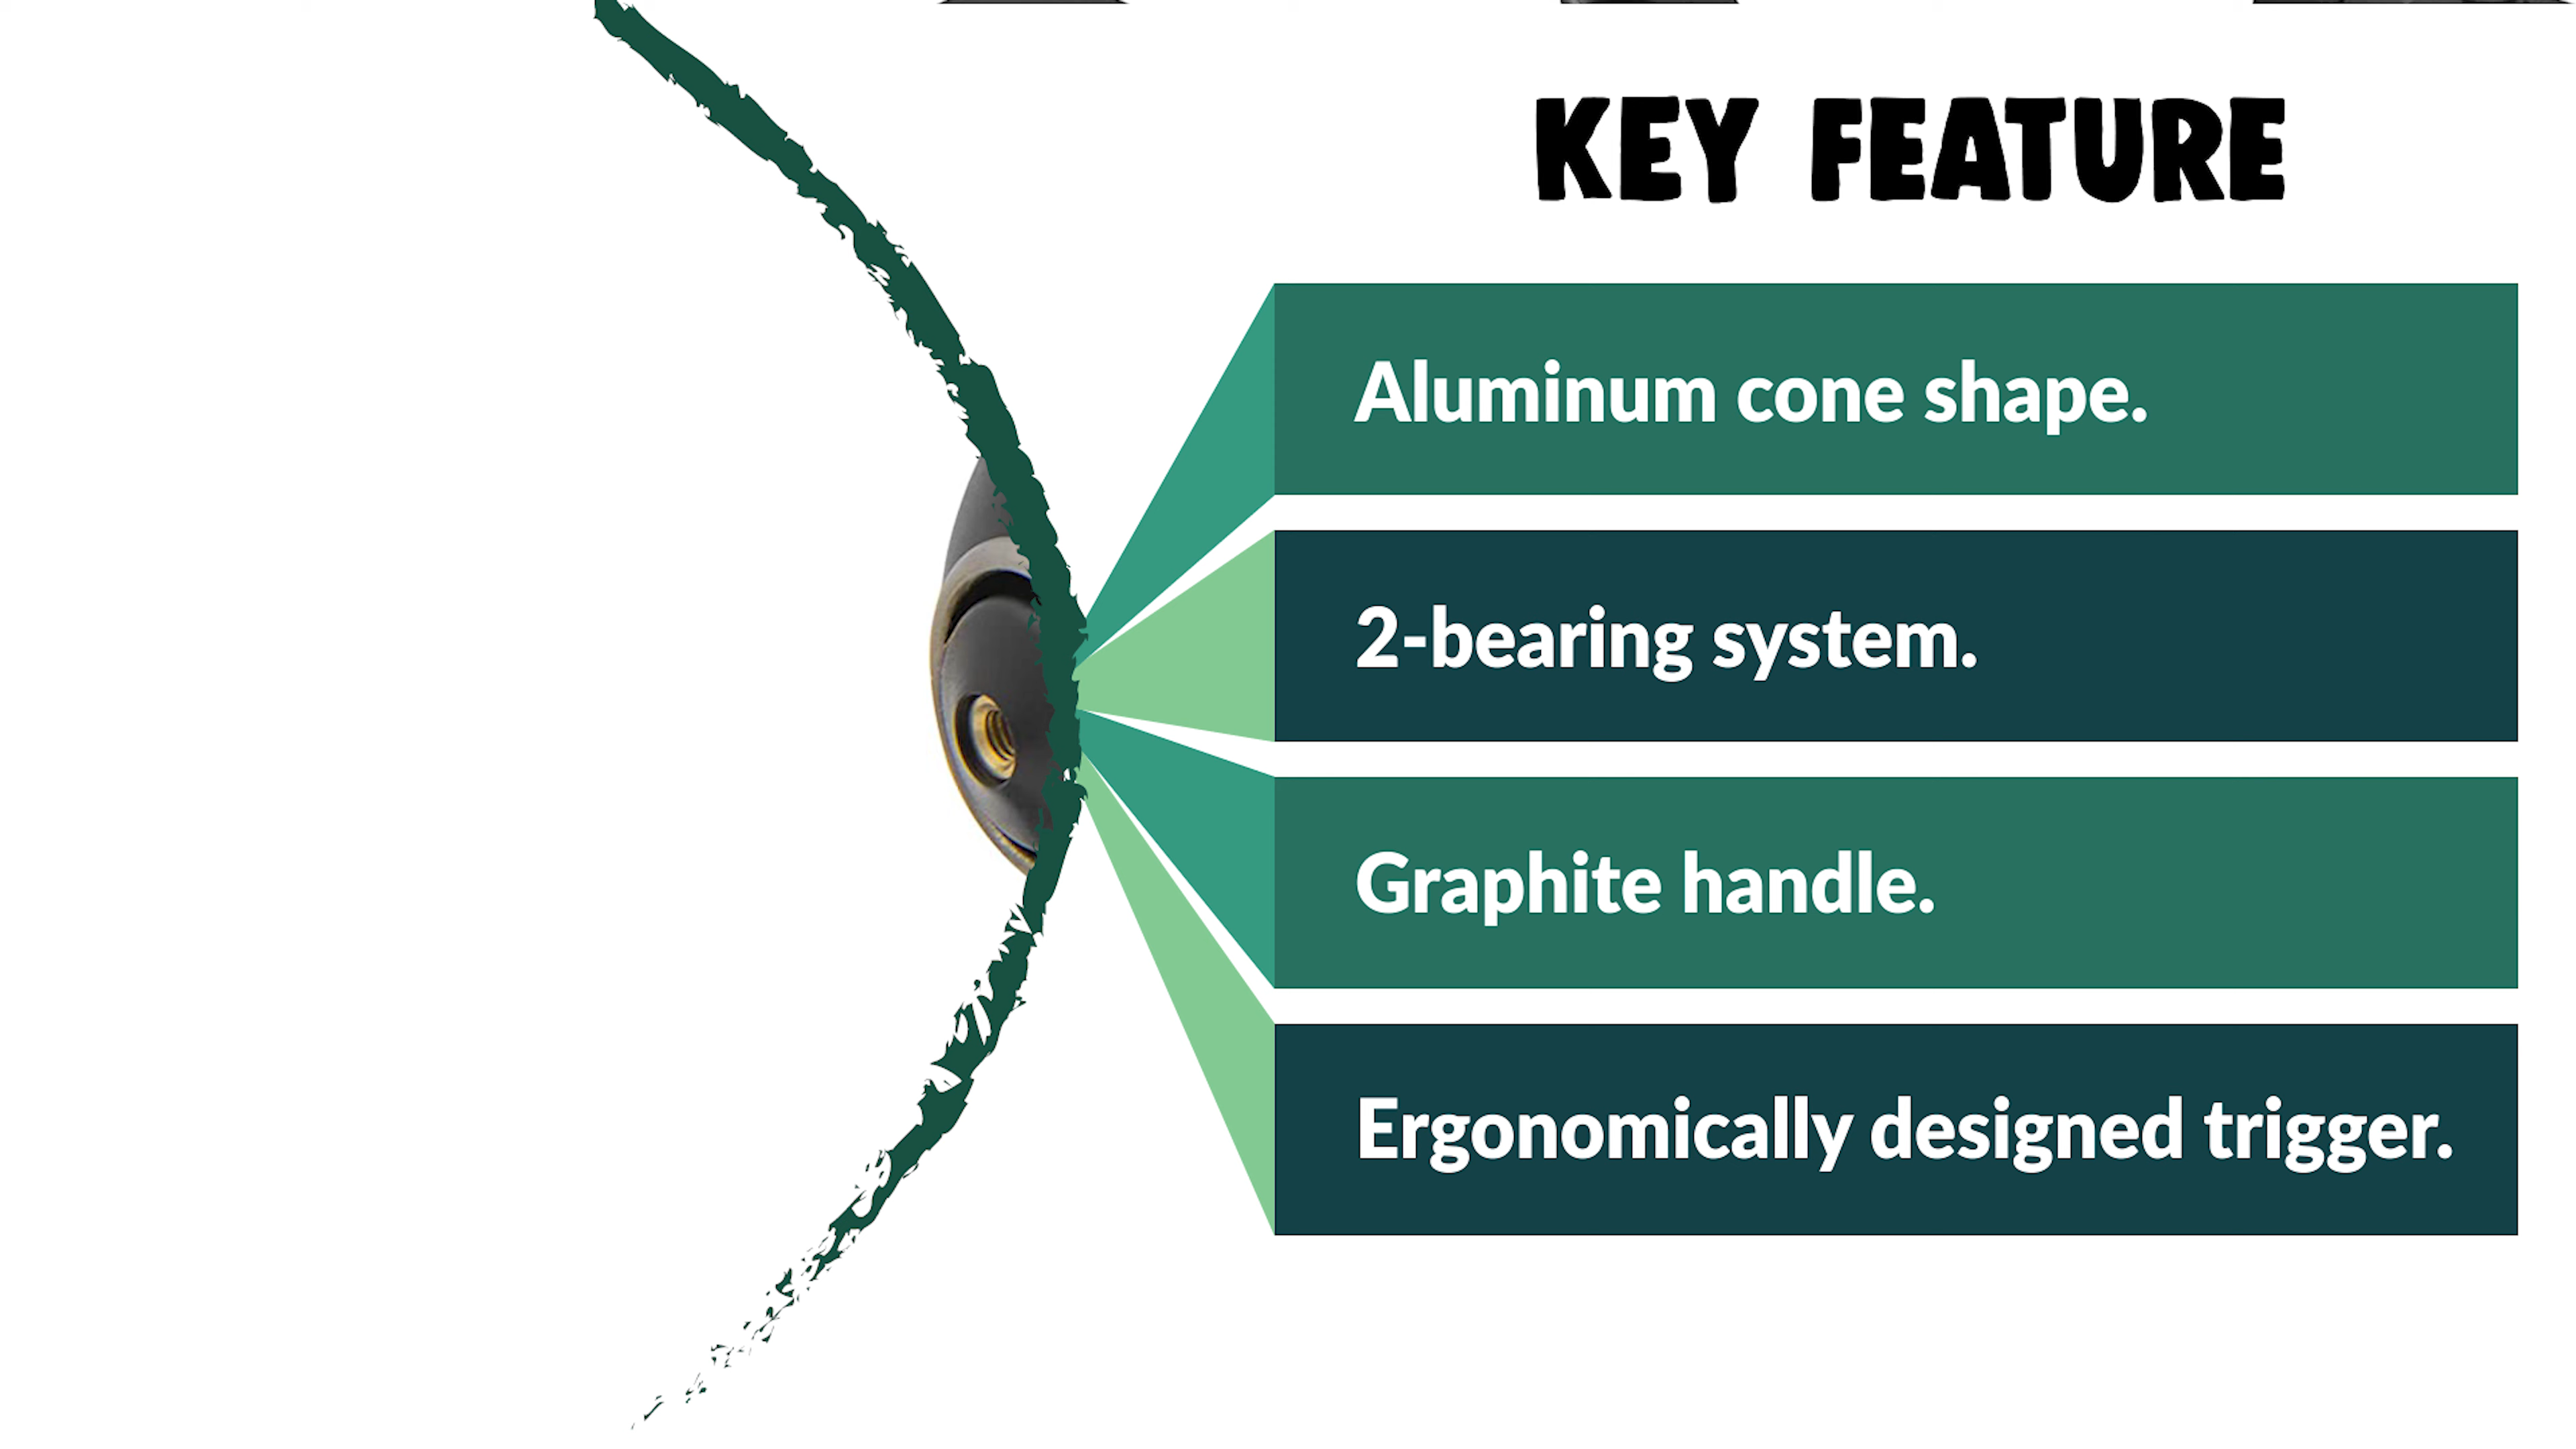 KEY FEATURE
Aluminum cone shape.
2-bearing system.
Graphite handle.
Ergonomically designed trigger.